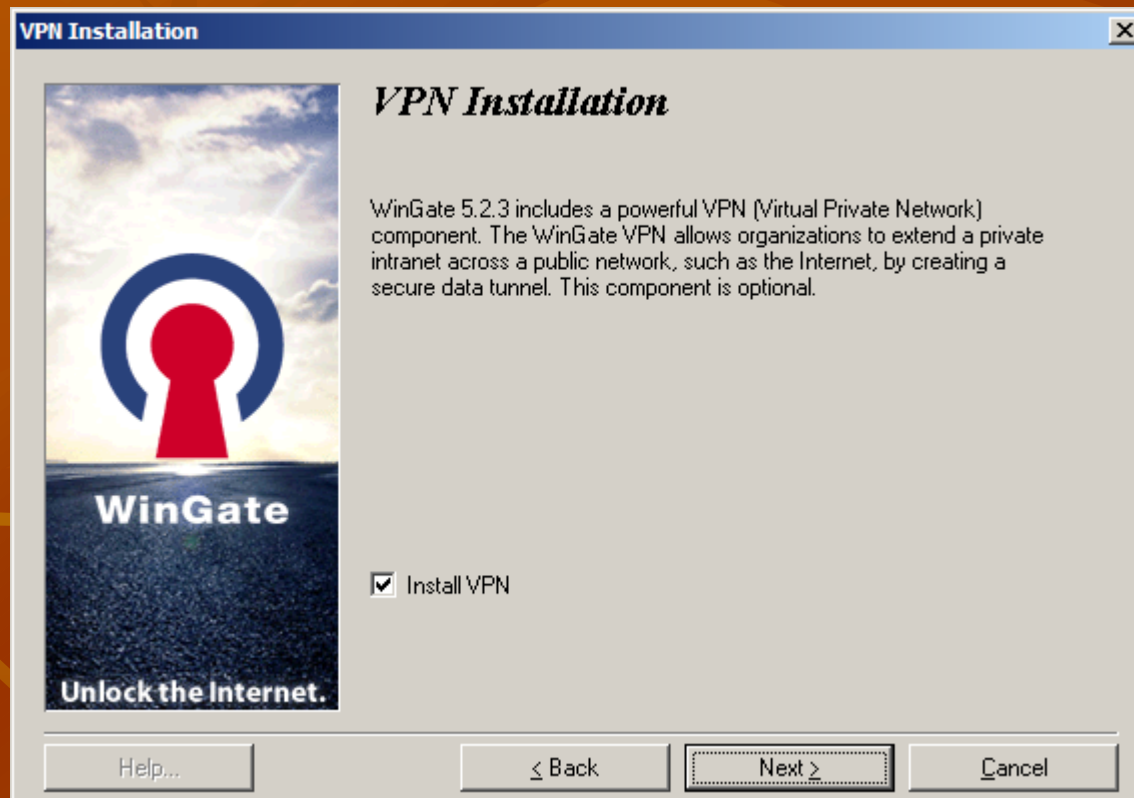 VPN Installation
VPN Installation
WinGate 5.2.3 includes a powerful VPN (Virtual Private Network)
component. The WinGate VPN allows organizations to extend a private
intranet across a public network, such as the Internet, by creating a
secure data tunnel. This component is optional.
WinGate
Install VPN
Unlock the Internet.
Help...
< Back
Next >
Cancel